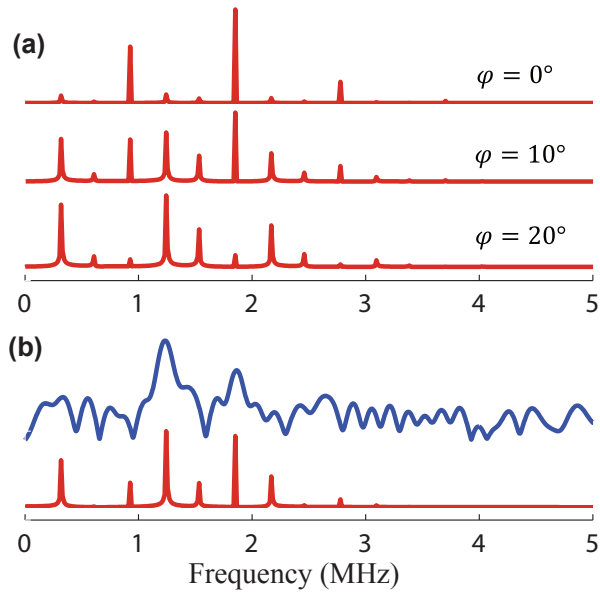 (a)
φ = 0°
φ = 10°
φ = 20°
0 1 2 3 4 5
(b)
0 1 2 3 4 5
Frequency (MHz)